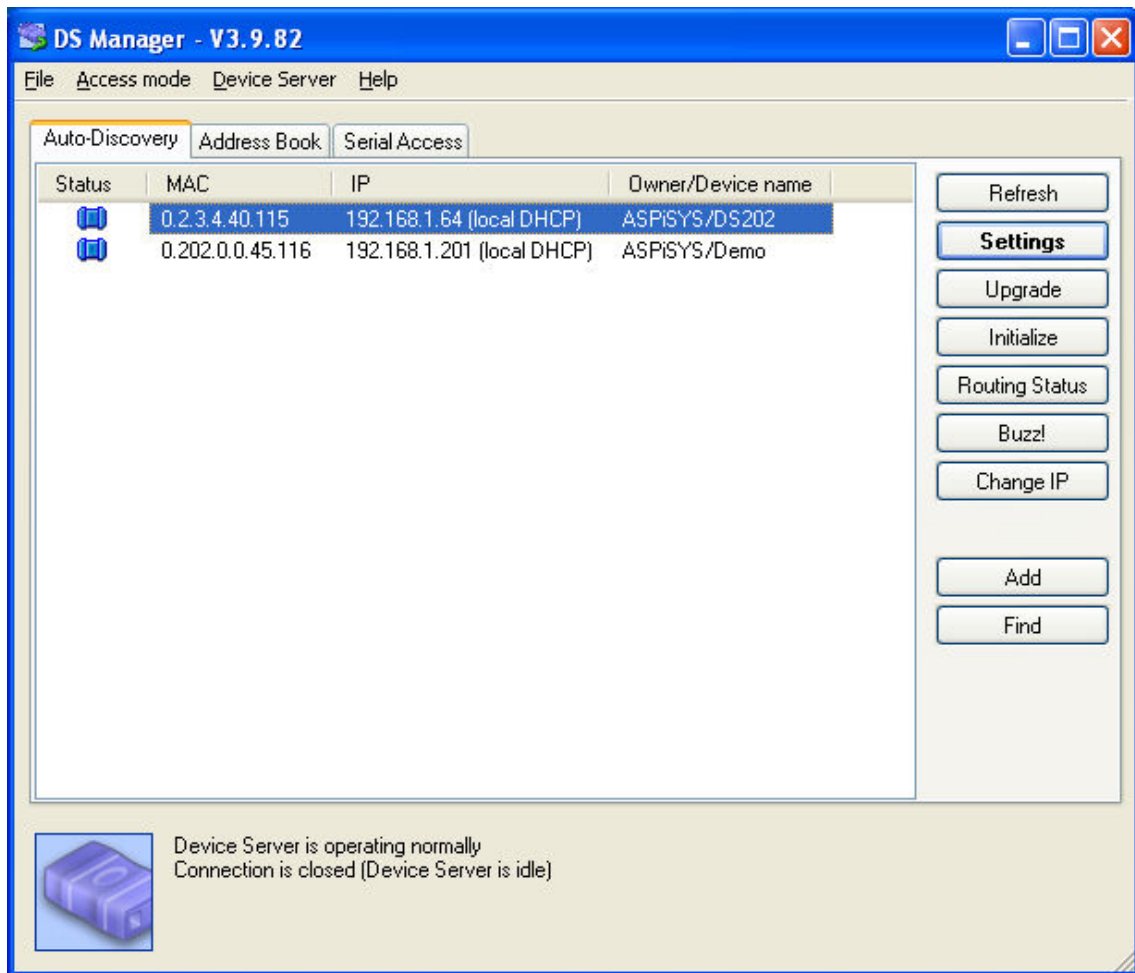 DS Manager - V3.9.82
File Access mode Device Server Help
Auto-Discovery Address Book Serial Access
Status MAC IP Owner/Device name
0.2.3.4.40.115 192.168.1.64 (local DHCP) ASPiSYS/DS202
0.202.0.0.45.116 192.168.1.201 (local DHCP) ASPiSYS/Demo
Refresh
Settings
Upgrade
Initialize
Routing Status
Buzz!
Change IP
Add
Find
Device Server is operating normally
Connection is closed (Device Server is idle)